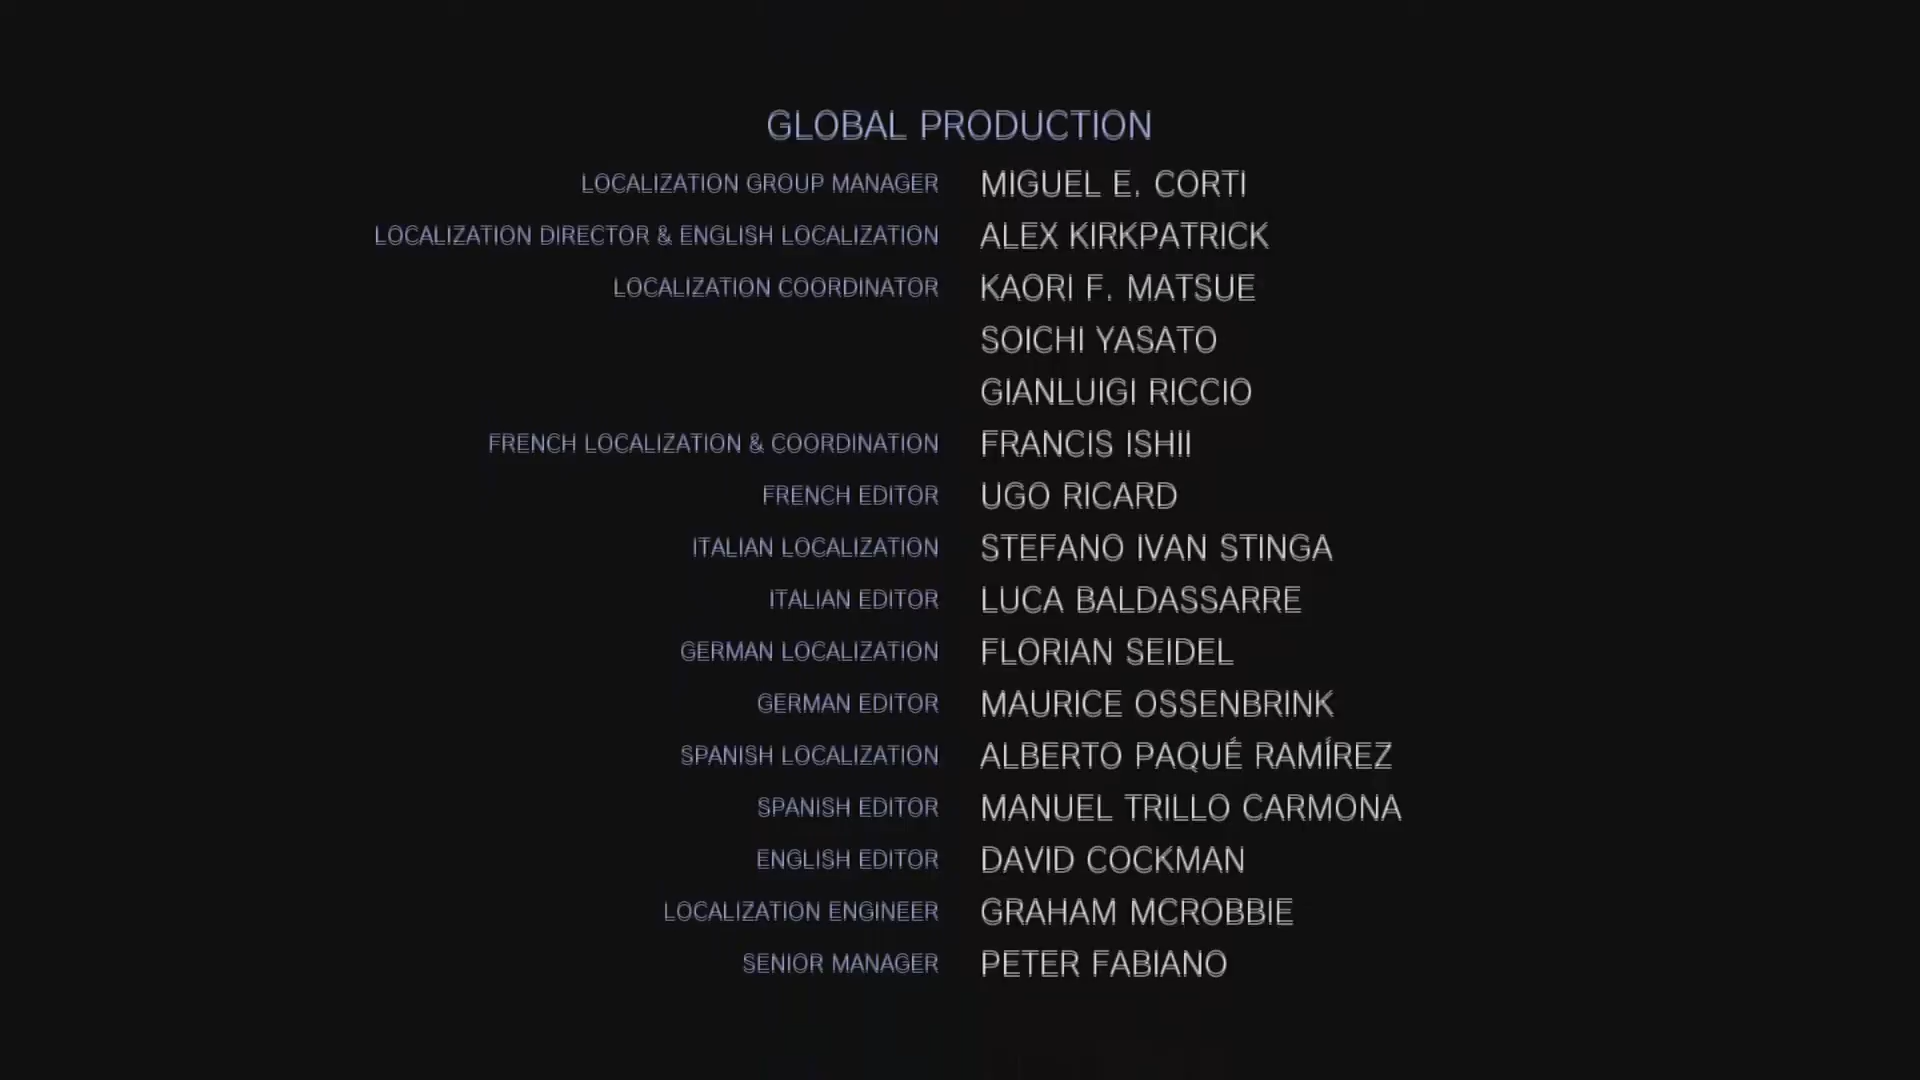 GLOBAL PRODUCTION
LOCALIZATION GROUP MANAGER MIGUEL E. CORTI
LOCALIZATION DIRECTOR & ENGLISH LOCALIZATION ALEX KIRKPATRICK
LOCALIZATION COORDINATOR KAORI F. MATSUE
SOICHI YASATO
GIANLUIGI RICCIO
FRENCH LOCALIZATION & COORDINATION FRANCIS ISHII
FRENCH EDITOR UGO RICARD
ITALIAN LOCALIZATION STEFANO IVAN STINGA
ITALIAN EDITOR LUCA BALDASSARRE
GERMAN LOCALIZATION FLORIAN SEIDEL
GERMAN EDITOR MAURICE OSSENBRINK
SPANISH LOCALIZATION ALBERTO PAQUÉ RAMÍREZ
SPANISH EDITOR MANUEL TRILLO CARMONA
ENGLISH EDITOR DAVID COCKMAN
LOCALIZATION ENGINEER GRAHAM MCROBBIE
SENIOR MANAGER PETER FABIANO